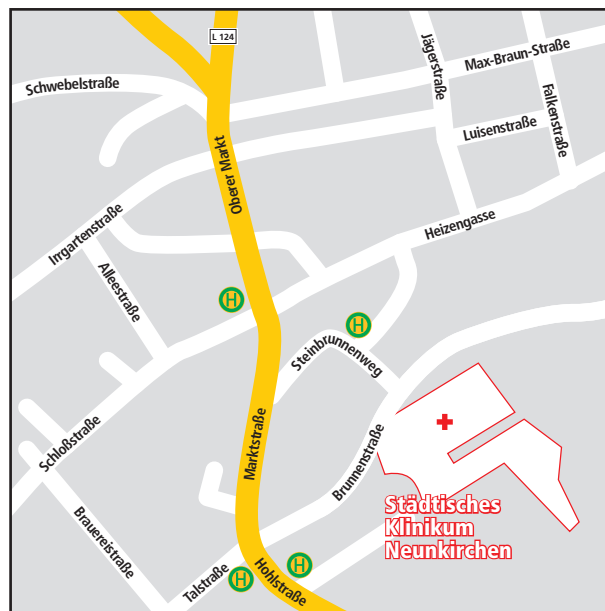 L 124
Schwebelstraße
Jägerstraße
Max-Braun-Straße
Falkenstraße
Luisenstraße
Oberer Markt
Irrgartenstraße
Heizengasse
Alleestraße
H
H
Steinbrunnenweg
Schloßstraße
Marktstraße
Brunnenstraße
Brauereistraße
Städtisches
Klinikum
Neunkirchen
Talstraße
H
Hohlstraße
H